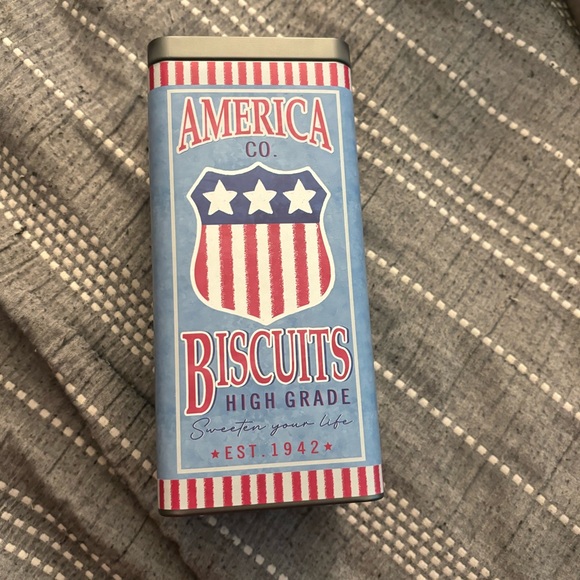 AMERICA
CO.
BISCUITS
HIGH GRADE
Sweeten your life
EST. 1942